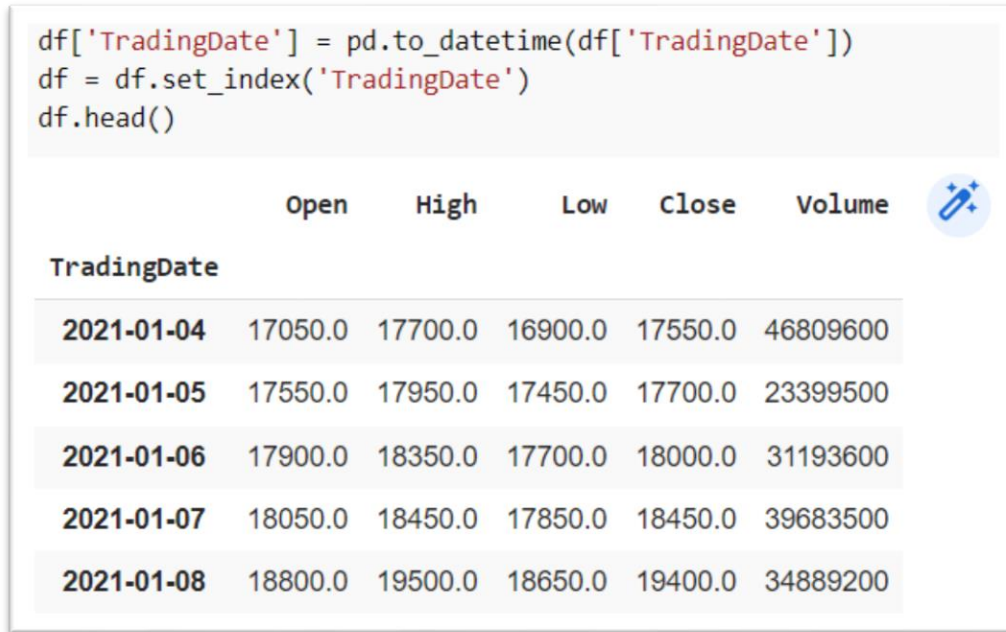 df['TradingDate'] = pd.to_datetime(df['TradingDate'])
df = df.set_index('TradingDate')
df.head()
Open High Low Close Volume
TradingDate
2021-01-04 17050.0 17700.0 16900.0 17550.0 46809600
2021-01-05 17550.0 17950.0 17450.0 17700.0 23399500
2021-01-06 17900.0 18350.0 17700.0 18000.0 31193600
2021-01-07 18050.0 18450.0 17850.0 18450.0 39683500
2021-01-08 18800.0 19500.0 18650.0 19400.0 34889200